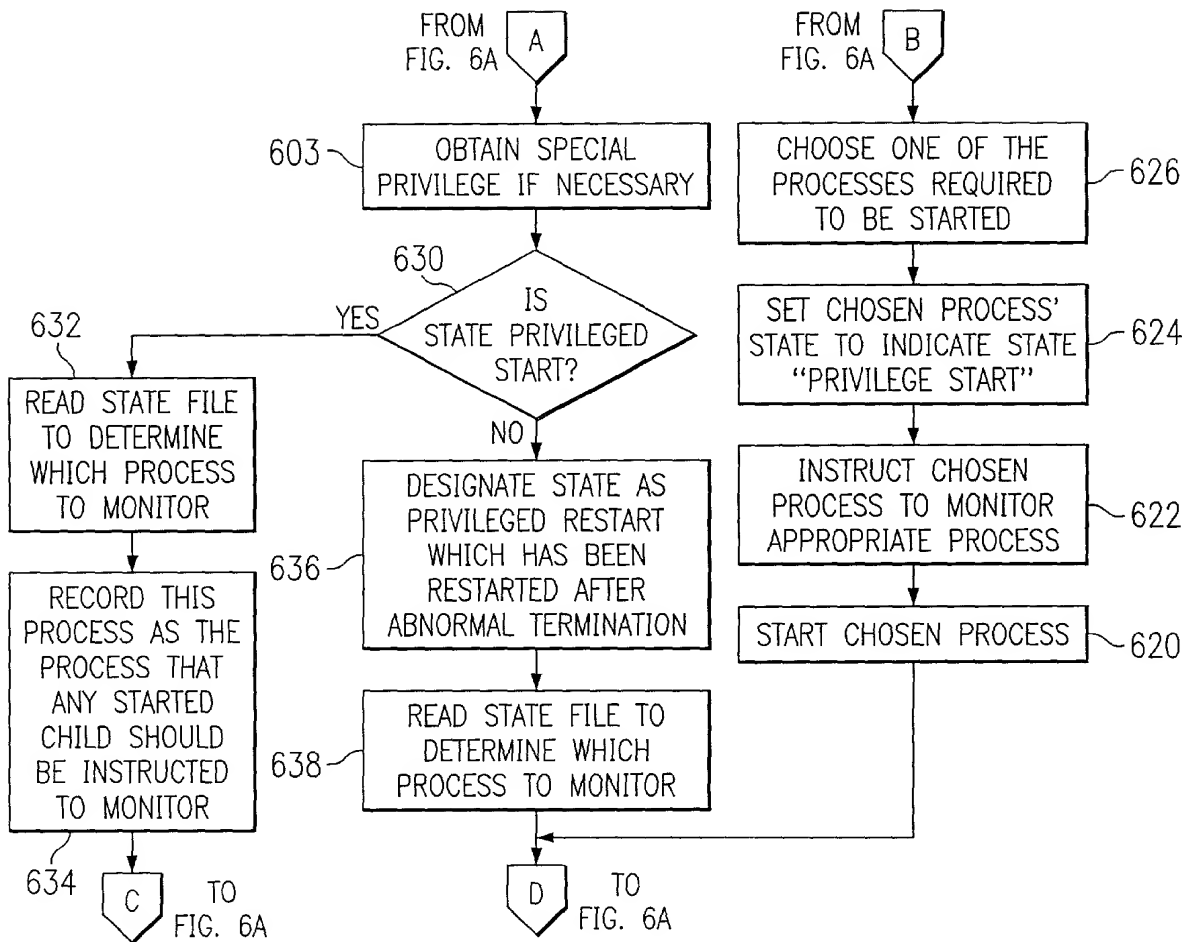 FROM
FIG. 6A
A
603
OBTAIN SPECIAL
PRIVILEGE IF NECESSARY
630
IS
STATE PRIVILEGED
START?
YES
NO
632
READ STATE FILE
TO DETERMINE
WHICH PROCESS
TO MONITOR
RECORD THIS
PROCESS AS THE
PROCESS THAT
ANY STARTED
CHILD SHOULD
BE INSTRUCTED
TO MONITOR
634
C
TO
FIG. 6A
636
DESIGNATE STATE AS
PRIVILEGED RESTART
WHICH HAS BEEN
RESTARTED AFTER
ABNORMAL TERMINATION
638
READ STATE FILE TO
DETERMINE WHICH
PROCESS TO MONITOR
D
TO
FIG. 6A
FROM
FIG. 6A
B
CHOOSE ONE OF THE
PROCESSES REQUIRED
TO BE STARTED
626
SET CHOSEN PROCESS'
STATE TO INDICATE STATE
"PRIVILEGE START"
624
INSTRUCT CHOSEN
PROCESS TO MONITOR
APPROPRIATE PROCESS
622
START CHOSEN PROCESS
620